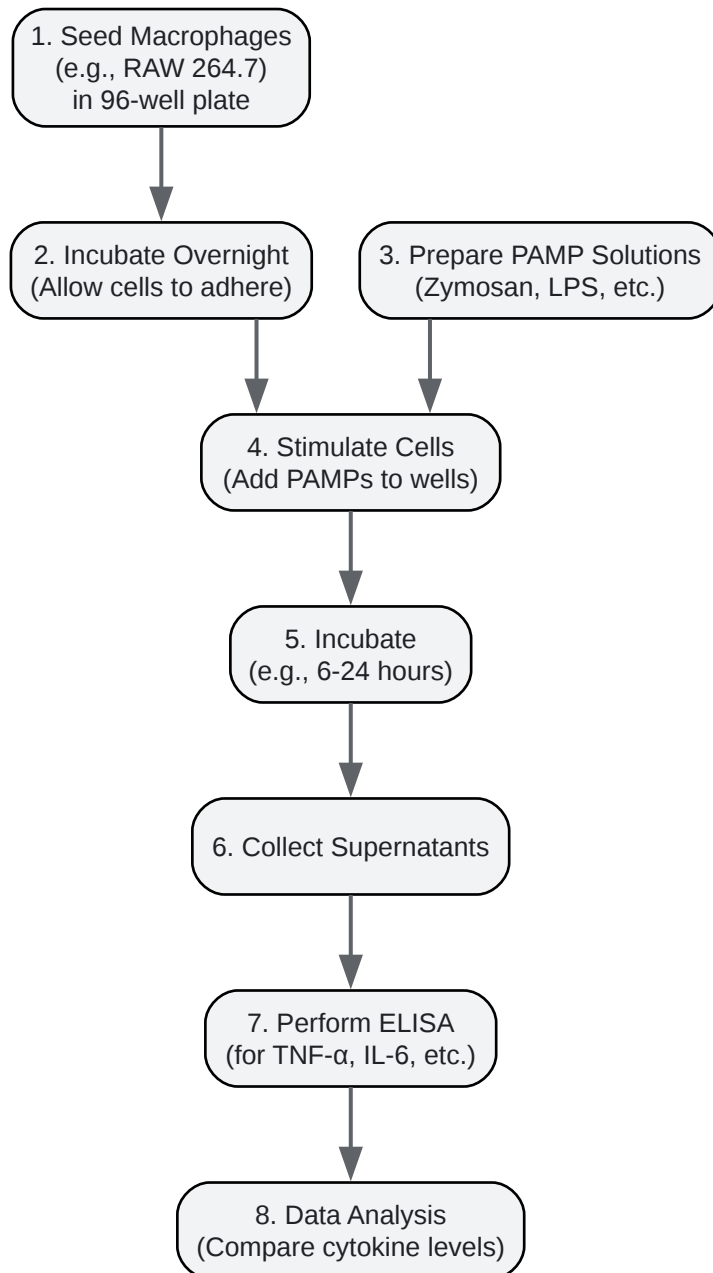 1. Seed Macrophages
(e.g., RAW 264.7)
in 96-well plate
2. Incubate Overnight
(Allow cells to adhere)
3. Prepare PAMP Solutions
(Zymosan, LPS, etc.)
4. Stimulate Cells
(Add PAMPs to wells)
5. Incubate
(e.g., 6-24 hours)
6. Collect Supernatants
7. Perform ELISA
(for TNF-α, IL-6, etc.)
8. Data Analysis
(Compare cytokine levels)